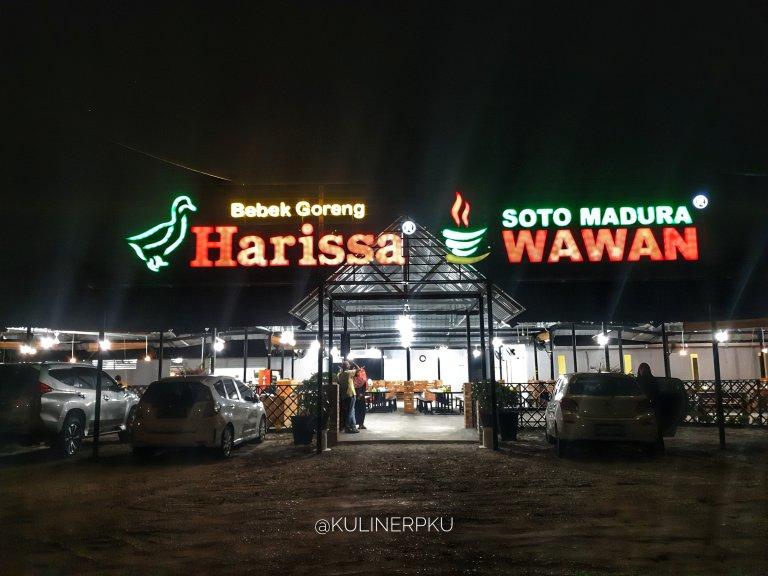 Bebek Goreng
Harissa®
SOTO MADURA®
WAWAN
@KULINERPKU